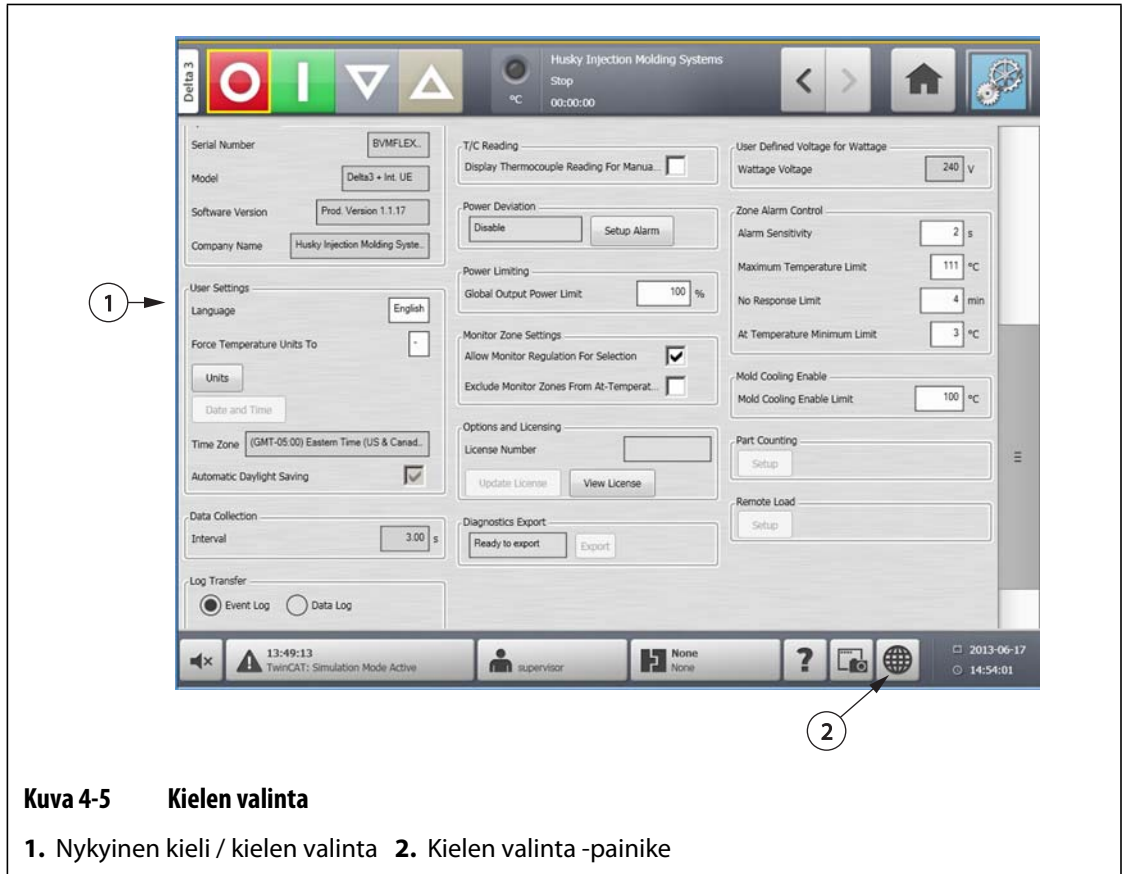 Delta 3
Husky Injection Molding Systems
Stop
°C 00:00:00
Serial Number BVMFLEX..
Model Delta3 + Int. UE
Software Version Prod. Version 1.1.17
Company Name Husky Injection Molding Syste..
User Settings
Language English
Force Temperature Units To -
Units
Date and Time
Time Zone (GMT-05:00) Eastern Time (US & Canad..
Automatic Daylight Saving
Data Collection
Interval 3.00 s
Log Transfer
Event Log Data Log
T/C Reading
Display Thermocouple Reading For Manua...
Power Deviation
Disable Setup Alarm
Power Limiting
Global Output Power Limit 100 %
Monitor Zone Settings
Allow Monitor Regulation For Selection
Exclude Monitor Zones From At-Temperat...
Options and Licensing
License Number
Update License View License
Diagnostics Export
Ready to export Export
User Defined Voltage for Wattage
Wattage Voltage 240 V
Zone Alarm Control
Alarm Sensitivity 2 s
Maximum Temperature Limit 111 °C
No Response Limit 4 min
At Temperature Minimum Limit 3 °C
Mold Cooling Enable
Mold Cooling Enable Limit 100 °C
Part Counting
Setup
Remote Load
Setup
1
13:49:13
TwinCAT: Simulation Mode Active
supervisor
None
None
?
2013-06-17
14:54:01
2
Kuva 4-5 Kielen valinta
1. Nykyinen kieli / kielen valinta 2. Kielen valinta -painike